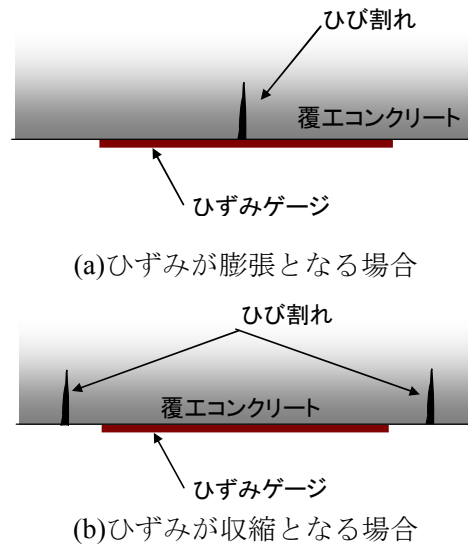 ひび割れ
覆工コンクリート
ひずみゲージ
(a)ひずみが膨張となる場合
ひび割れ
覆工コンクリート
ひずみゲージ
(b)ひずみが収縮となる場合